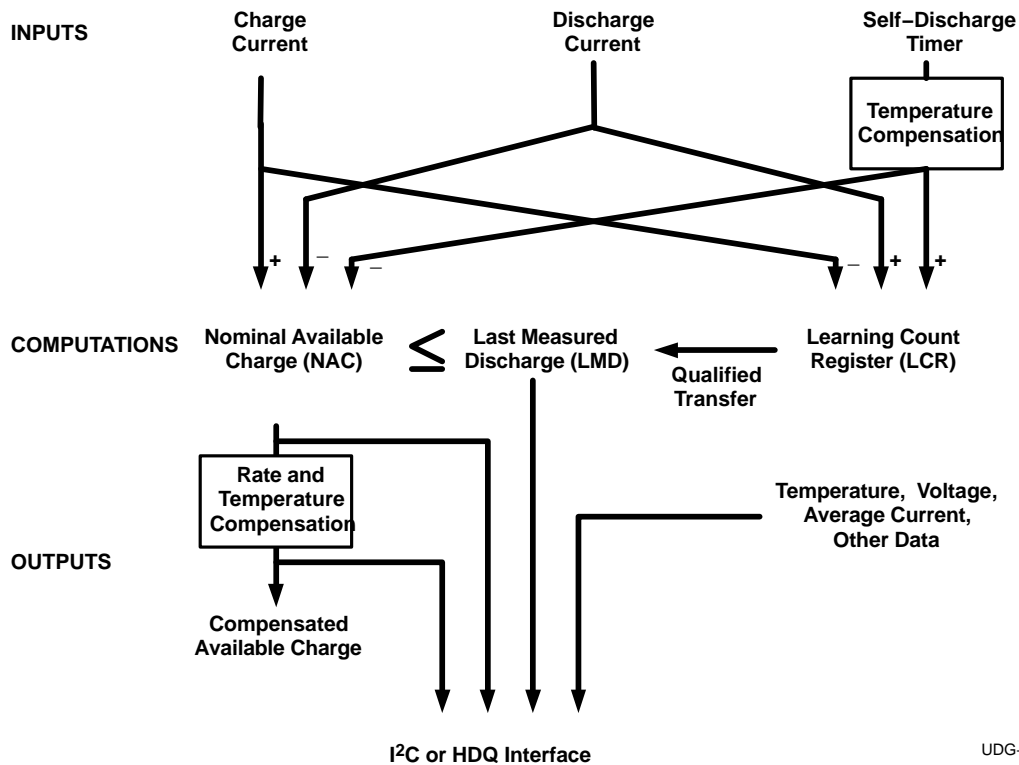 INPUTS
Charge
Current
Discharge
Current
Self−Discharge
Timer
Temperature
Compensation
+
−
−
−
+
+
COMPUTATIONS
Nominal Available
Charge (NAC)
≤
Last Measured
Discharge (LMD)
Qualified
Transfer
Learning Count
Register (LCR)
Rate and
Temperature
Compensation
Temperature, Voltage,
Average Current,
Other Data
OUTPUTS
Compensated
Available Charge
I²C or HDQ Interface
UDG-